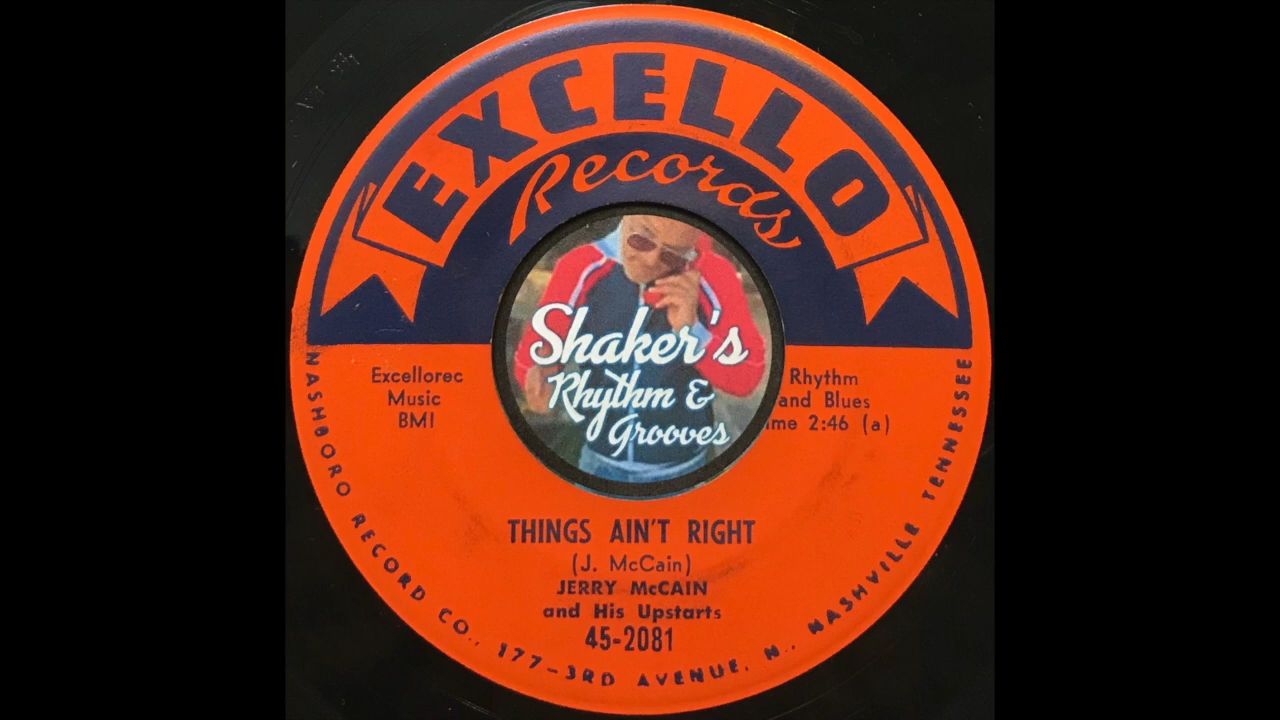 EXCELLO
Records
Shaker's
Rhythm &
Grooves
Excellorec
Music
BMI
Rhythm
and Blues
ime 2:46 (a)
THINGS AIN'T RIGHT
(J. McCain)
JERRY McCAIN
and His Upstarts
45-2081
NASHBORO RECORD CO., 177-3RD AVENUE, N., NASHVILLE TENNESSEE